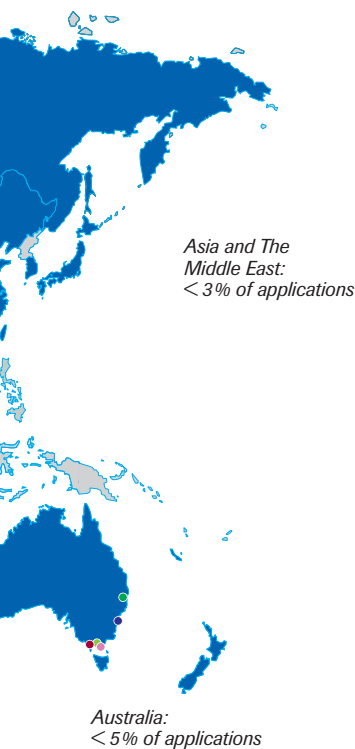 Asia and The
Middle East:
< 3% of applications
Australia:
< 5% of applications